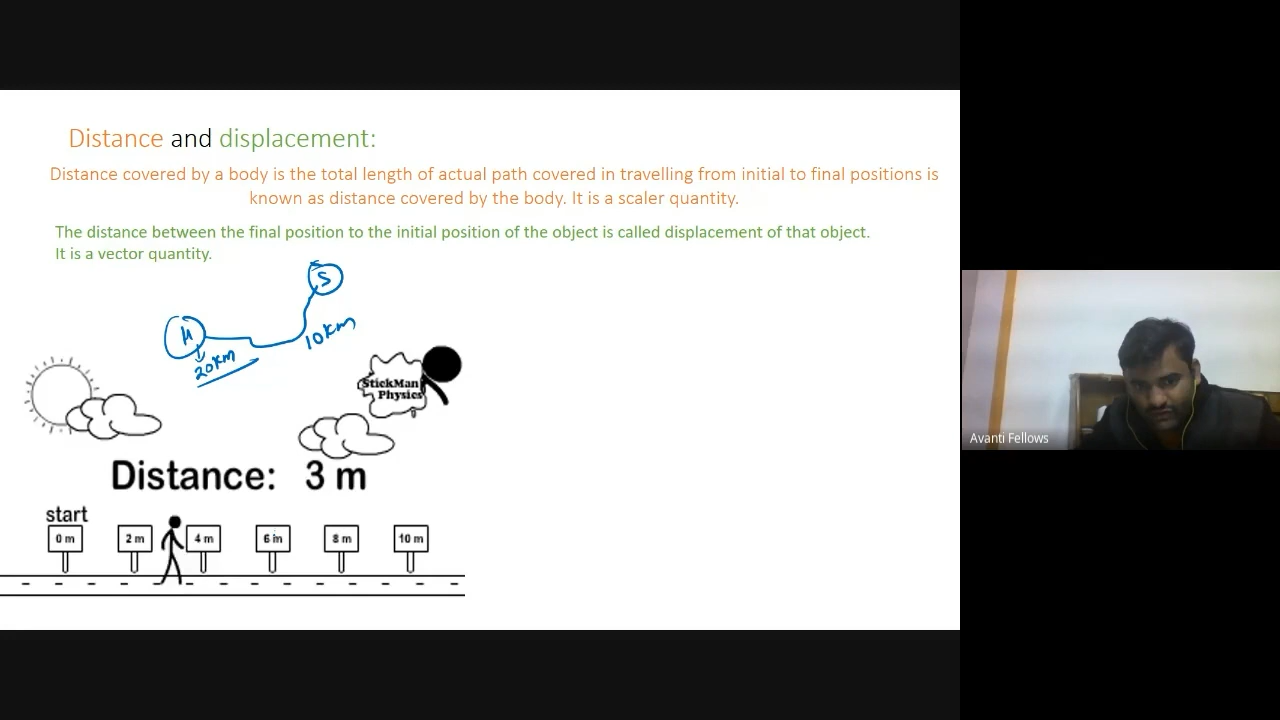 Distance and displacement:
Distance covered by a body is the total length of actual path covered in travelling from initial to final positions is
known as distance covered by the body. It is a scaler quantity.
The distance between the final position to the initial position of the object is called displacement of that object.
It is a vector quantity.
S
H
10km
20km
StickMan
Physics
Distance: 3 m
start
0 m 2 m 4 m 6 m 8 m 10 m
Avanti Fellows